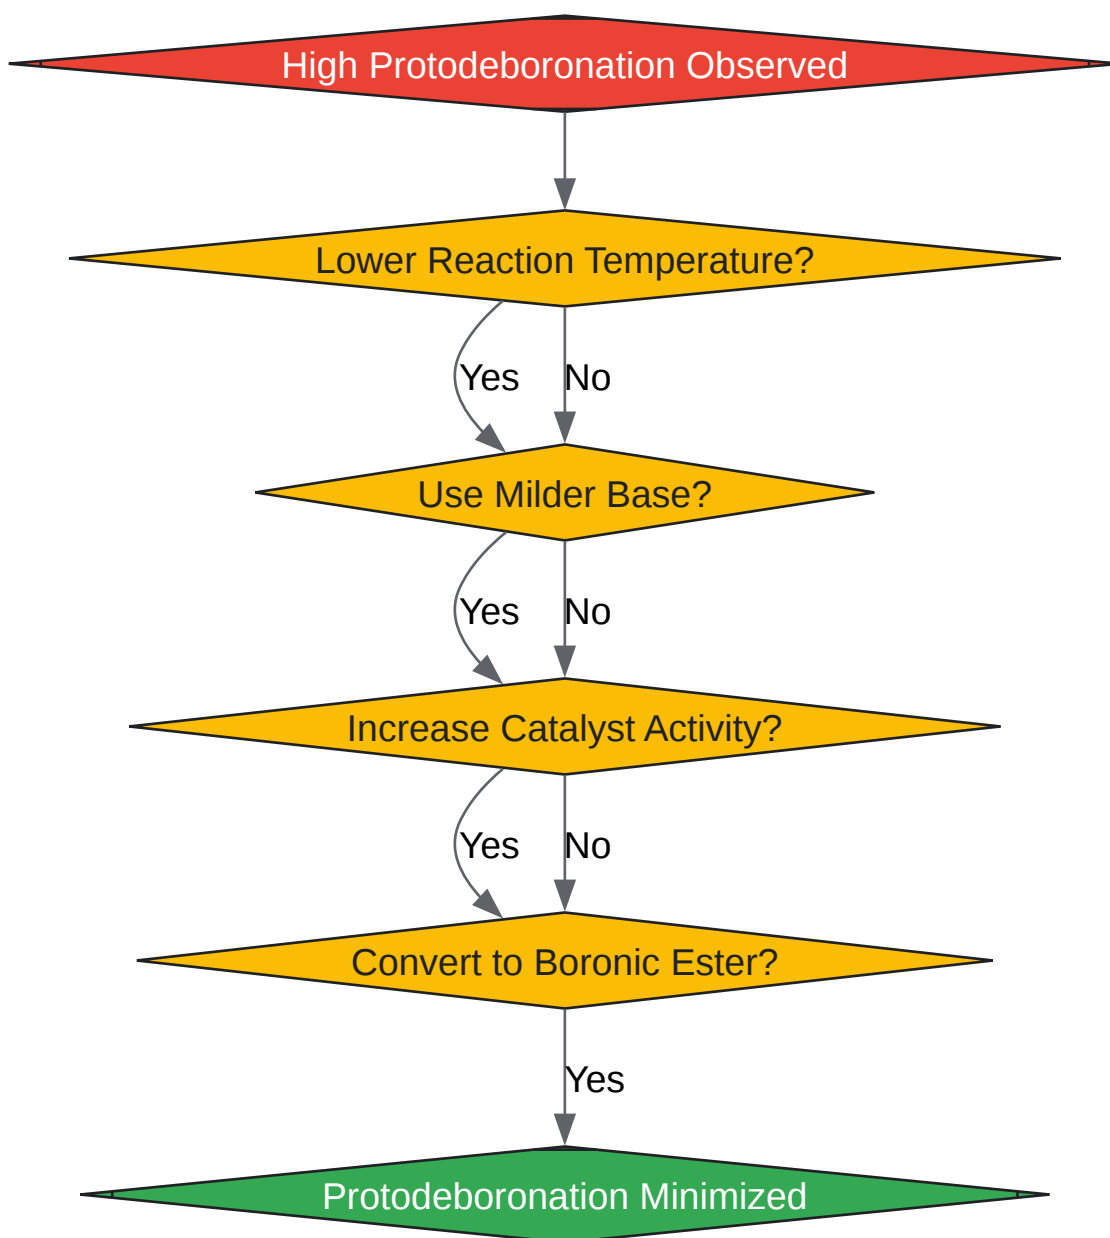 High Protodeboronation Observed
Lower Reaction Temperature?
Yes
No
Use Milder Base?
Yes
No
Increase Catalyst Activity?
Yes
No
Convert to Boronic Ester?
Yes
Protodeboronation Minimized